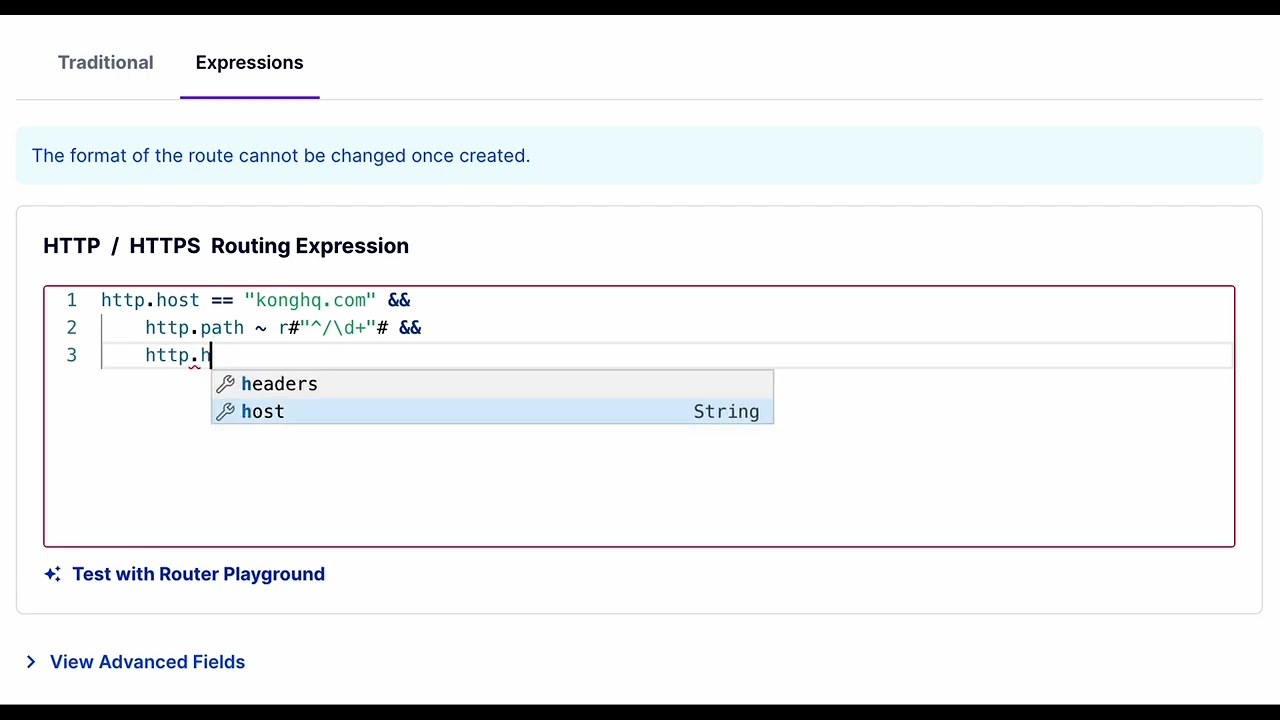 Traditional Expressions
The format of the route cannot be changed once created.
HTTP / HTTPS Routing Expression
1 http.host == "konghq.com" &&
2 http.path ~ r#"^/\d+"# &&
3 http.h
headers
host String
Test with Router Playground
View Advanced Fields